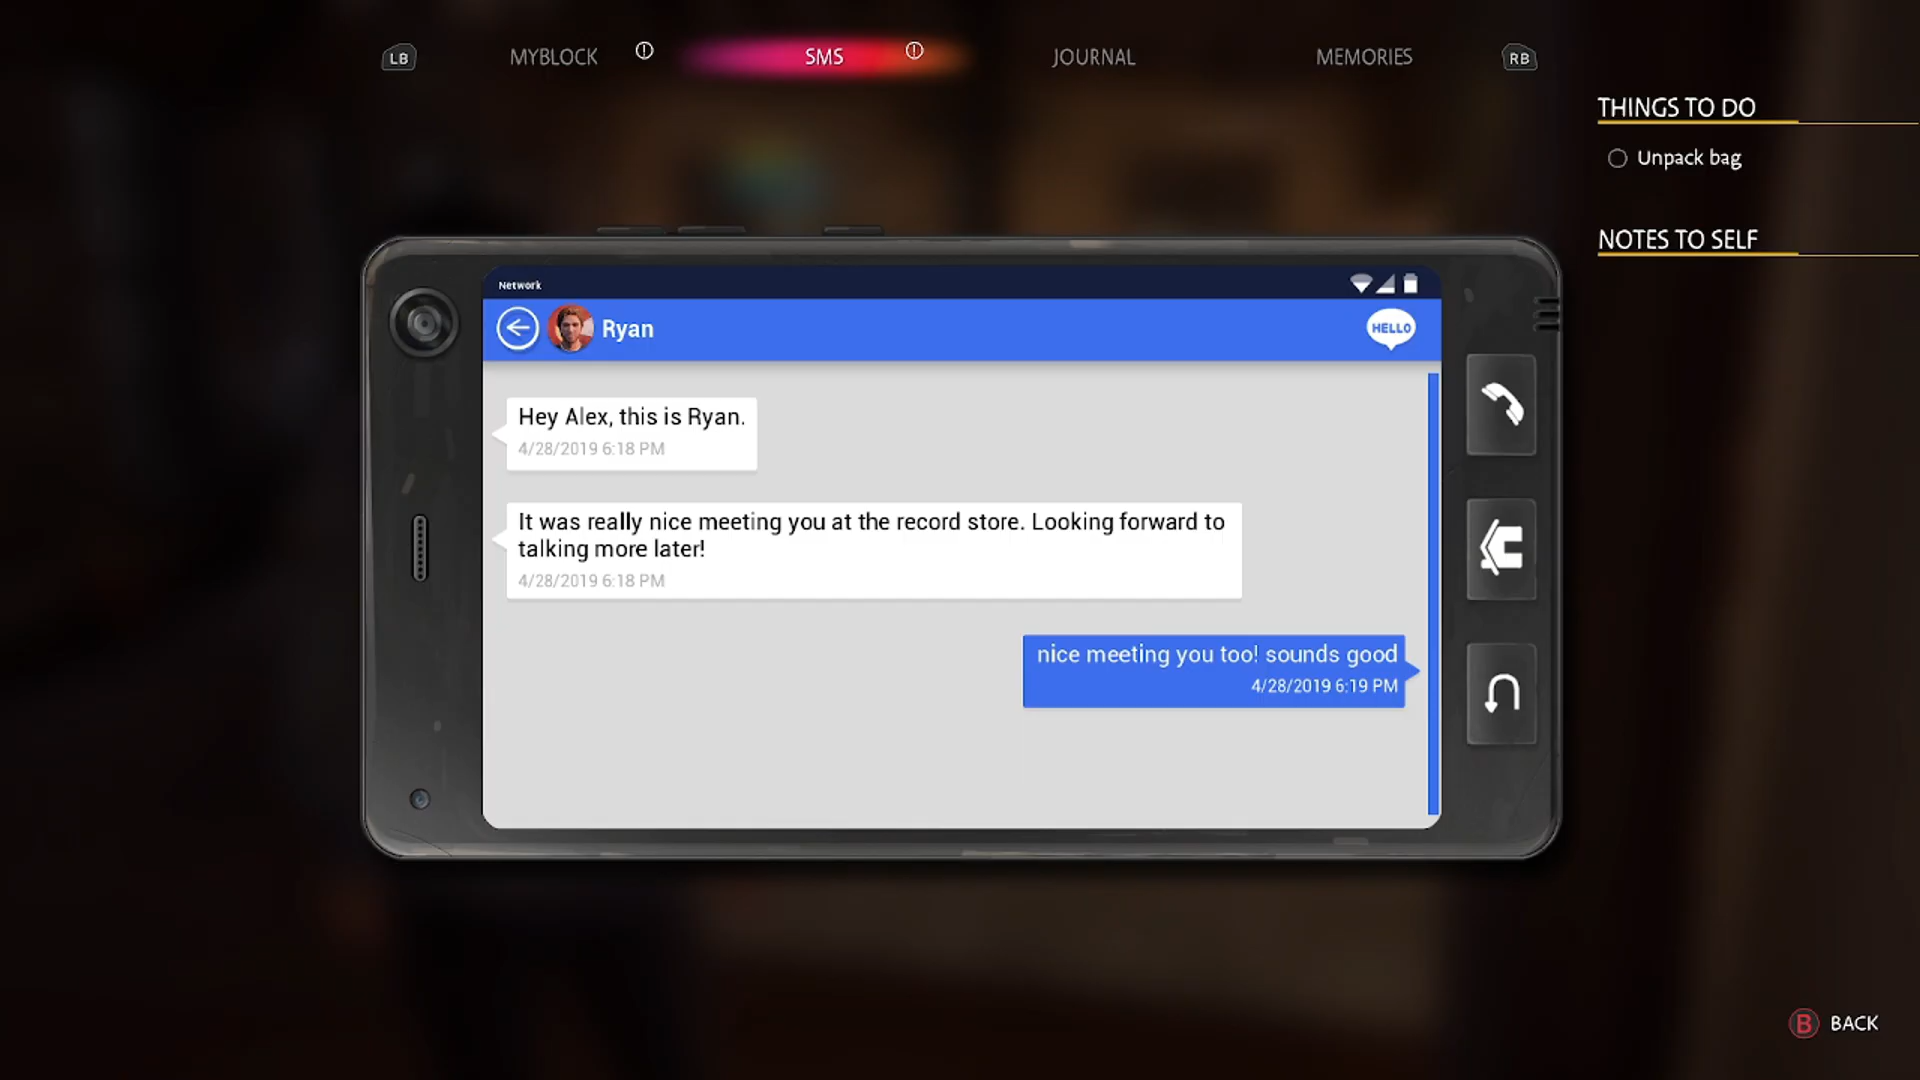 LB
MYBLOCK
SMS
JOURNAL
MEMORIES
RB
THINGS TO DO
Unpack bag
NOTES TO SELF
Network
Ryan
HELLO
Hey Alex, this is Ryan.
4/28/2019 6:18 PM
It was really nice meeting you at the record store. Looking forward to
talking more later!
4/28/2019 6:18 PM
nice meeting you too! sounds good
4/28/2019 6:19 PM
B BACK